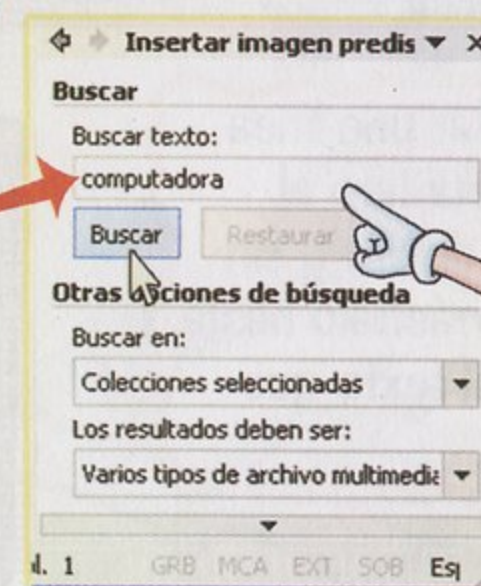 Insertar imagen predis
Buscar
Buscar texto:
computadora
Buscar Restaurar
Otras opciones de búsqueda
Buscar en:
Colecciones seleccionadas
Los resultados deben ser:
Varios tipos de archivo multimedia
1 GRB MCA EXT SOB Esp